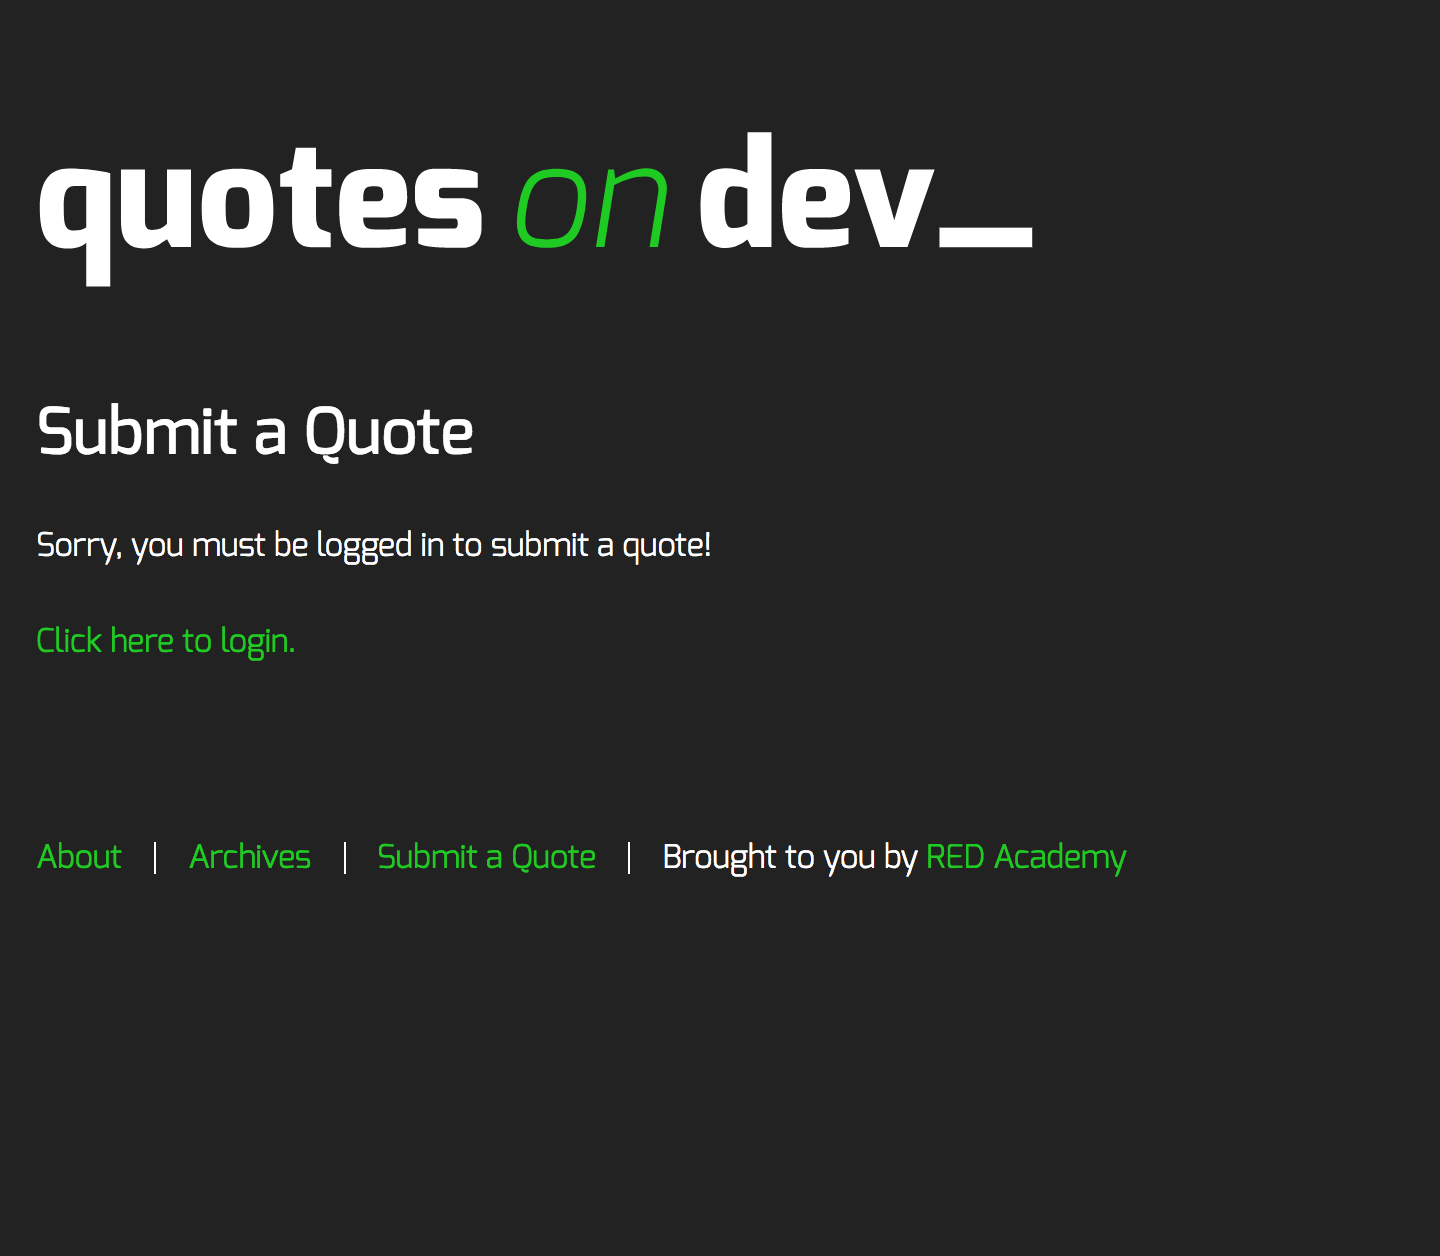 quotes on dev_
Submit a Quote
Sorry, you must be logged in to submit a quote!
Click here to login.
About | Archives | Submit a Quote | Brought to you by RED Academy